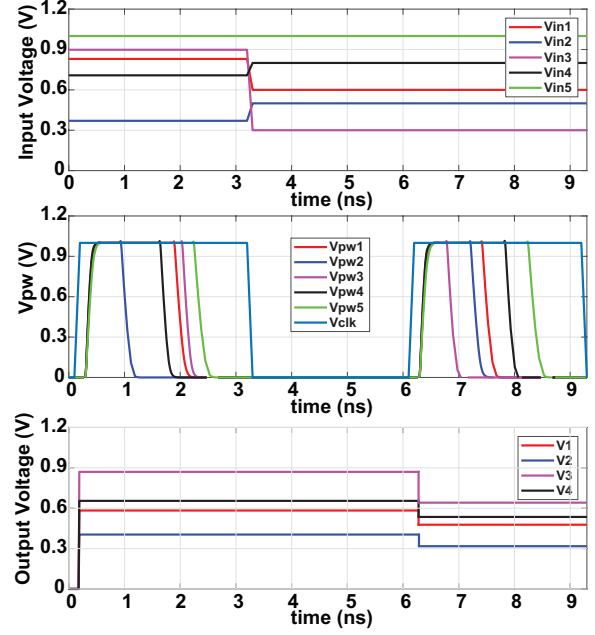 Input Voltage (V)
1.2
0.9
0.6
0.3
0
0 1 2 3 4 5 6 7 8 9
time (ns)
Vin1
Vin2
Vin3
Vin4
Vin5
Vpw (V)
1.2
0.9
0.6
0.3
0.0
0 1 2 3 4 5 6 7 8 9
time (ns)
Vpw1
Vpw2
Vpw3
Vpw4
Vpw5
Vclk
Output Voltage (V)
1.2
0.9
0.6
0.3
0
0 1 2 3 4 5 6 7 8 9
time (ns)
V1
V2
V3
V4